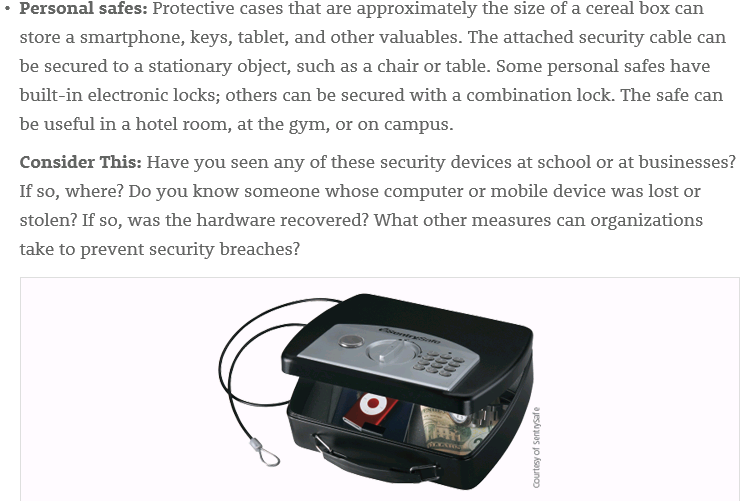 • Personal safes: Protective cases that are approximately the size of a cereal box can
store a smartphone, keys, tablet, and other valuables. The attached security cable can
be secured to a stationary object, such as a chair or table. Some personal safes have
built-in electronic locks; others can be secured with a combination lock. The safe can
be useful in a hotel room, at the gym, or on campus.
Consider This: Have you seen any of these security devices at school or at businesses?
If so, where? Do you know someone whose computer or mobile device was lost or
stolen? If so, was the hardware recovered? What other measures can organizations
take to prevent security breaches?
SentrySafe
Courtesy of SentrySafe